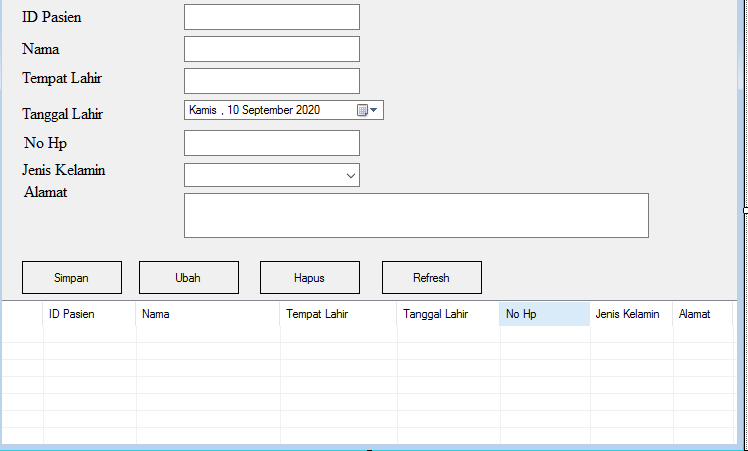 ID Pasien
Nama
Tempat Lahir
Tanggal Lahir Kamis , 10 September 2020
No Hp
Jenis Kelamin
Alamat
Simpan Ubah Hapus Refresh
ID Pasien Nama Tempat Lahir Tanggal Lahir No Hp Jenis Kelamin Alamat